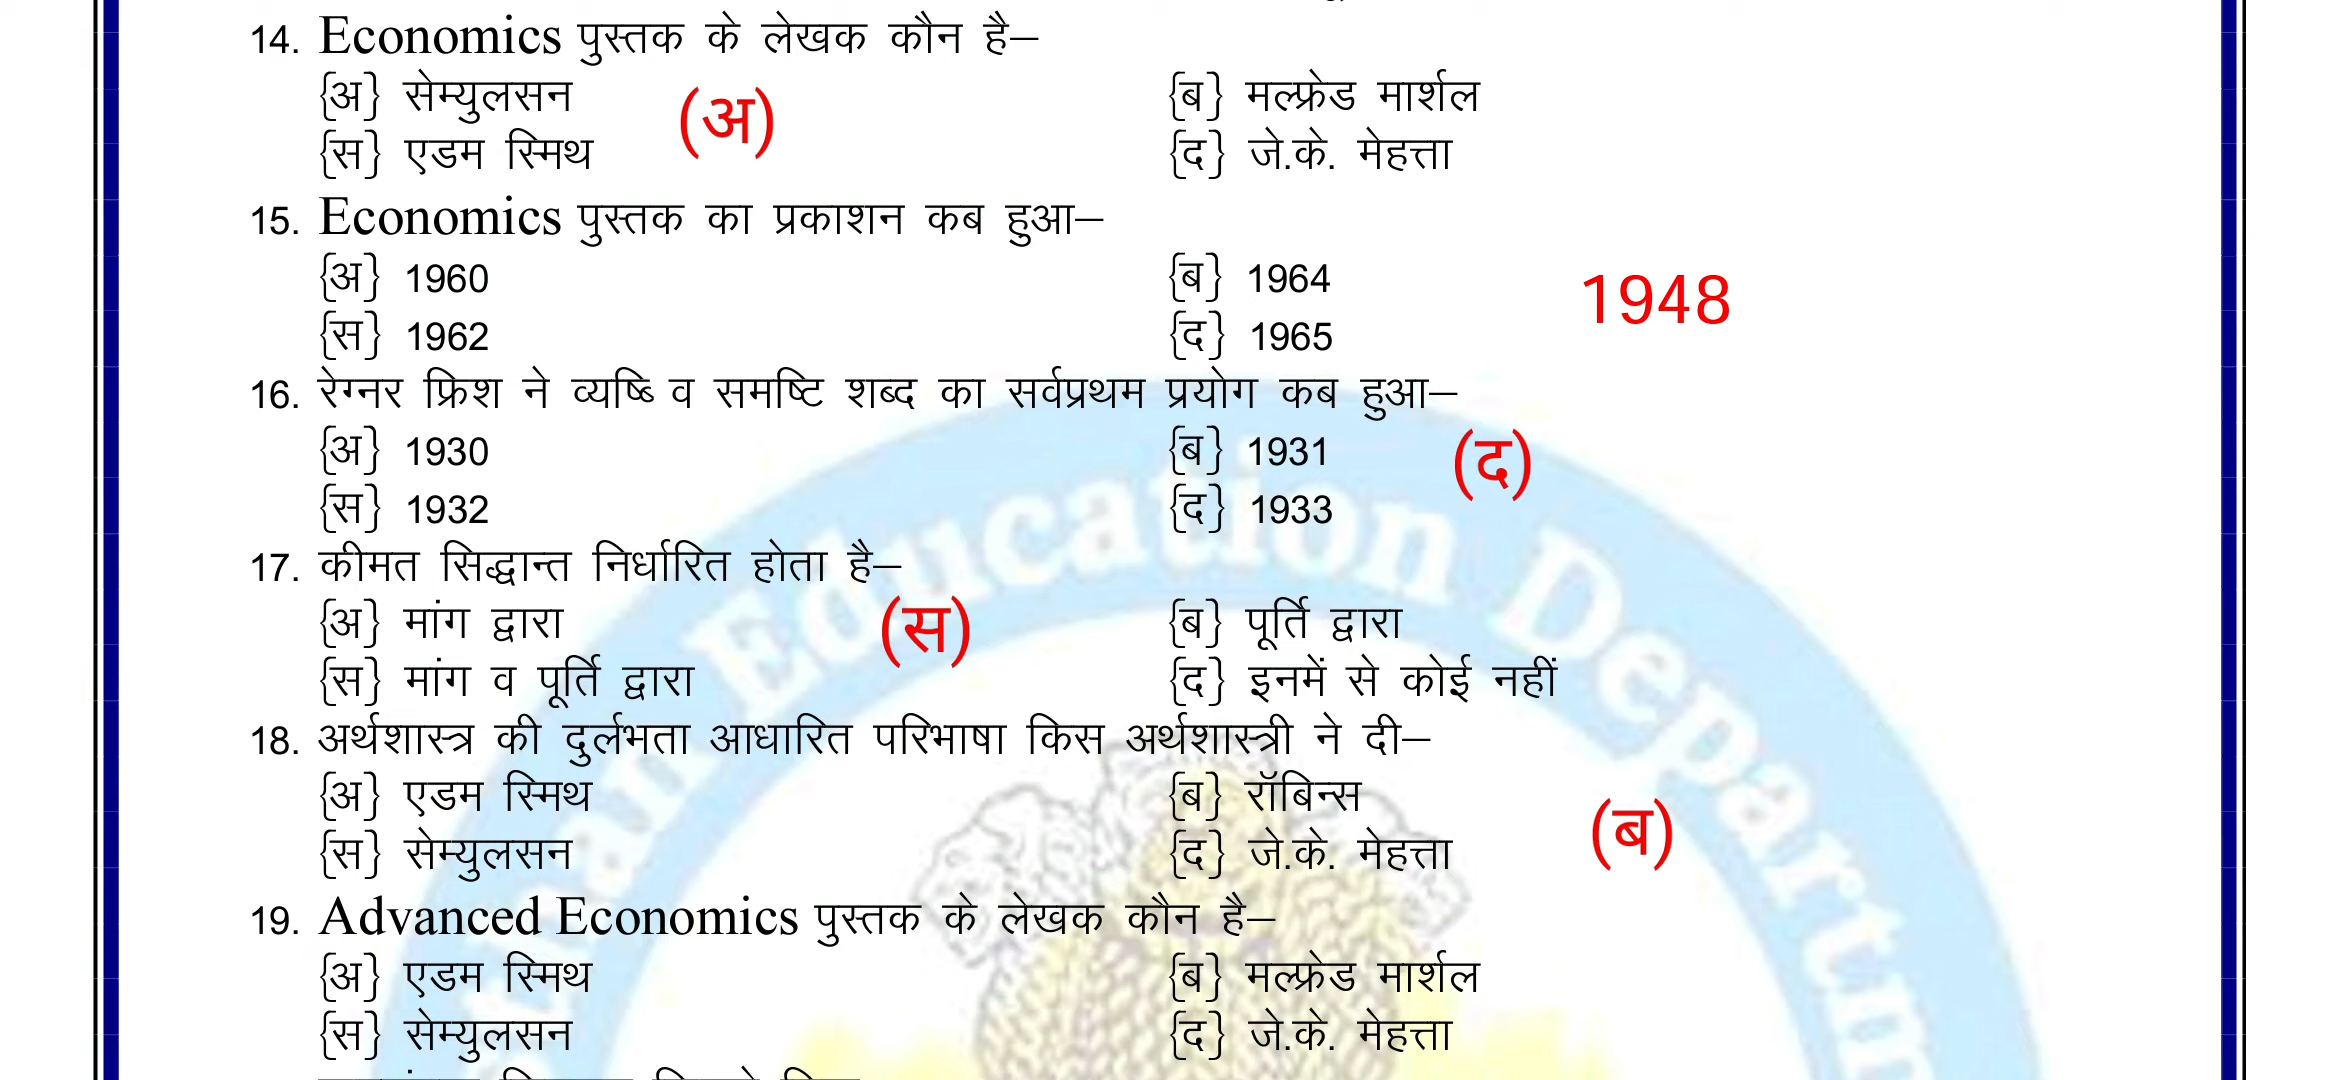 14. Economics पुस्तक के लेखक कौन है–
{अ} सेम्युलसन {ब} मल्फ्रेड मार्शल
(अ)
{स} एडम स्मिथ {द} जे.के. मेहत्ता
15. Economics पुस्तक का प्रकाशन कब हुआ–
{अ} 1960 {ब} 1964 1948
{स} 1962 {द} 1965
16. रेग्नर फ्रिश ने व्यष्टि व समष्टि शब्द का सर्वप्रथम प्रयोग कब हुआ–
{अ} 1930 {ब} 1931 (द)
{स} 1932 {द} 1933
17. कीमत सिद्धान्त निर्धारित होता है–
{अ} मांग द्वारा (स) {ब} पूर्ति द्वारा
{स} मांग व पूर्ति द्वारा {द} इनमें से कोई नहीं
18. अर्थशास्त्र की दुर्लभता आधारित परिभाषा किस अर्थशास्त्री ने दी–
{अ} एडम स्मिथ {ब} रॉबिन्स
(ब)
{स} सेम्युलसन {द} जे.के. मेहत्ता
19. Advanced Economics पुस्तक के लेखक कौन है–
{अ} एडम स्मिथ {ब} मल्फ्रेड मार्शल
{स} सेम्युलसन {द} जे.के. मेहत्ता
Education Departm